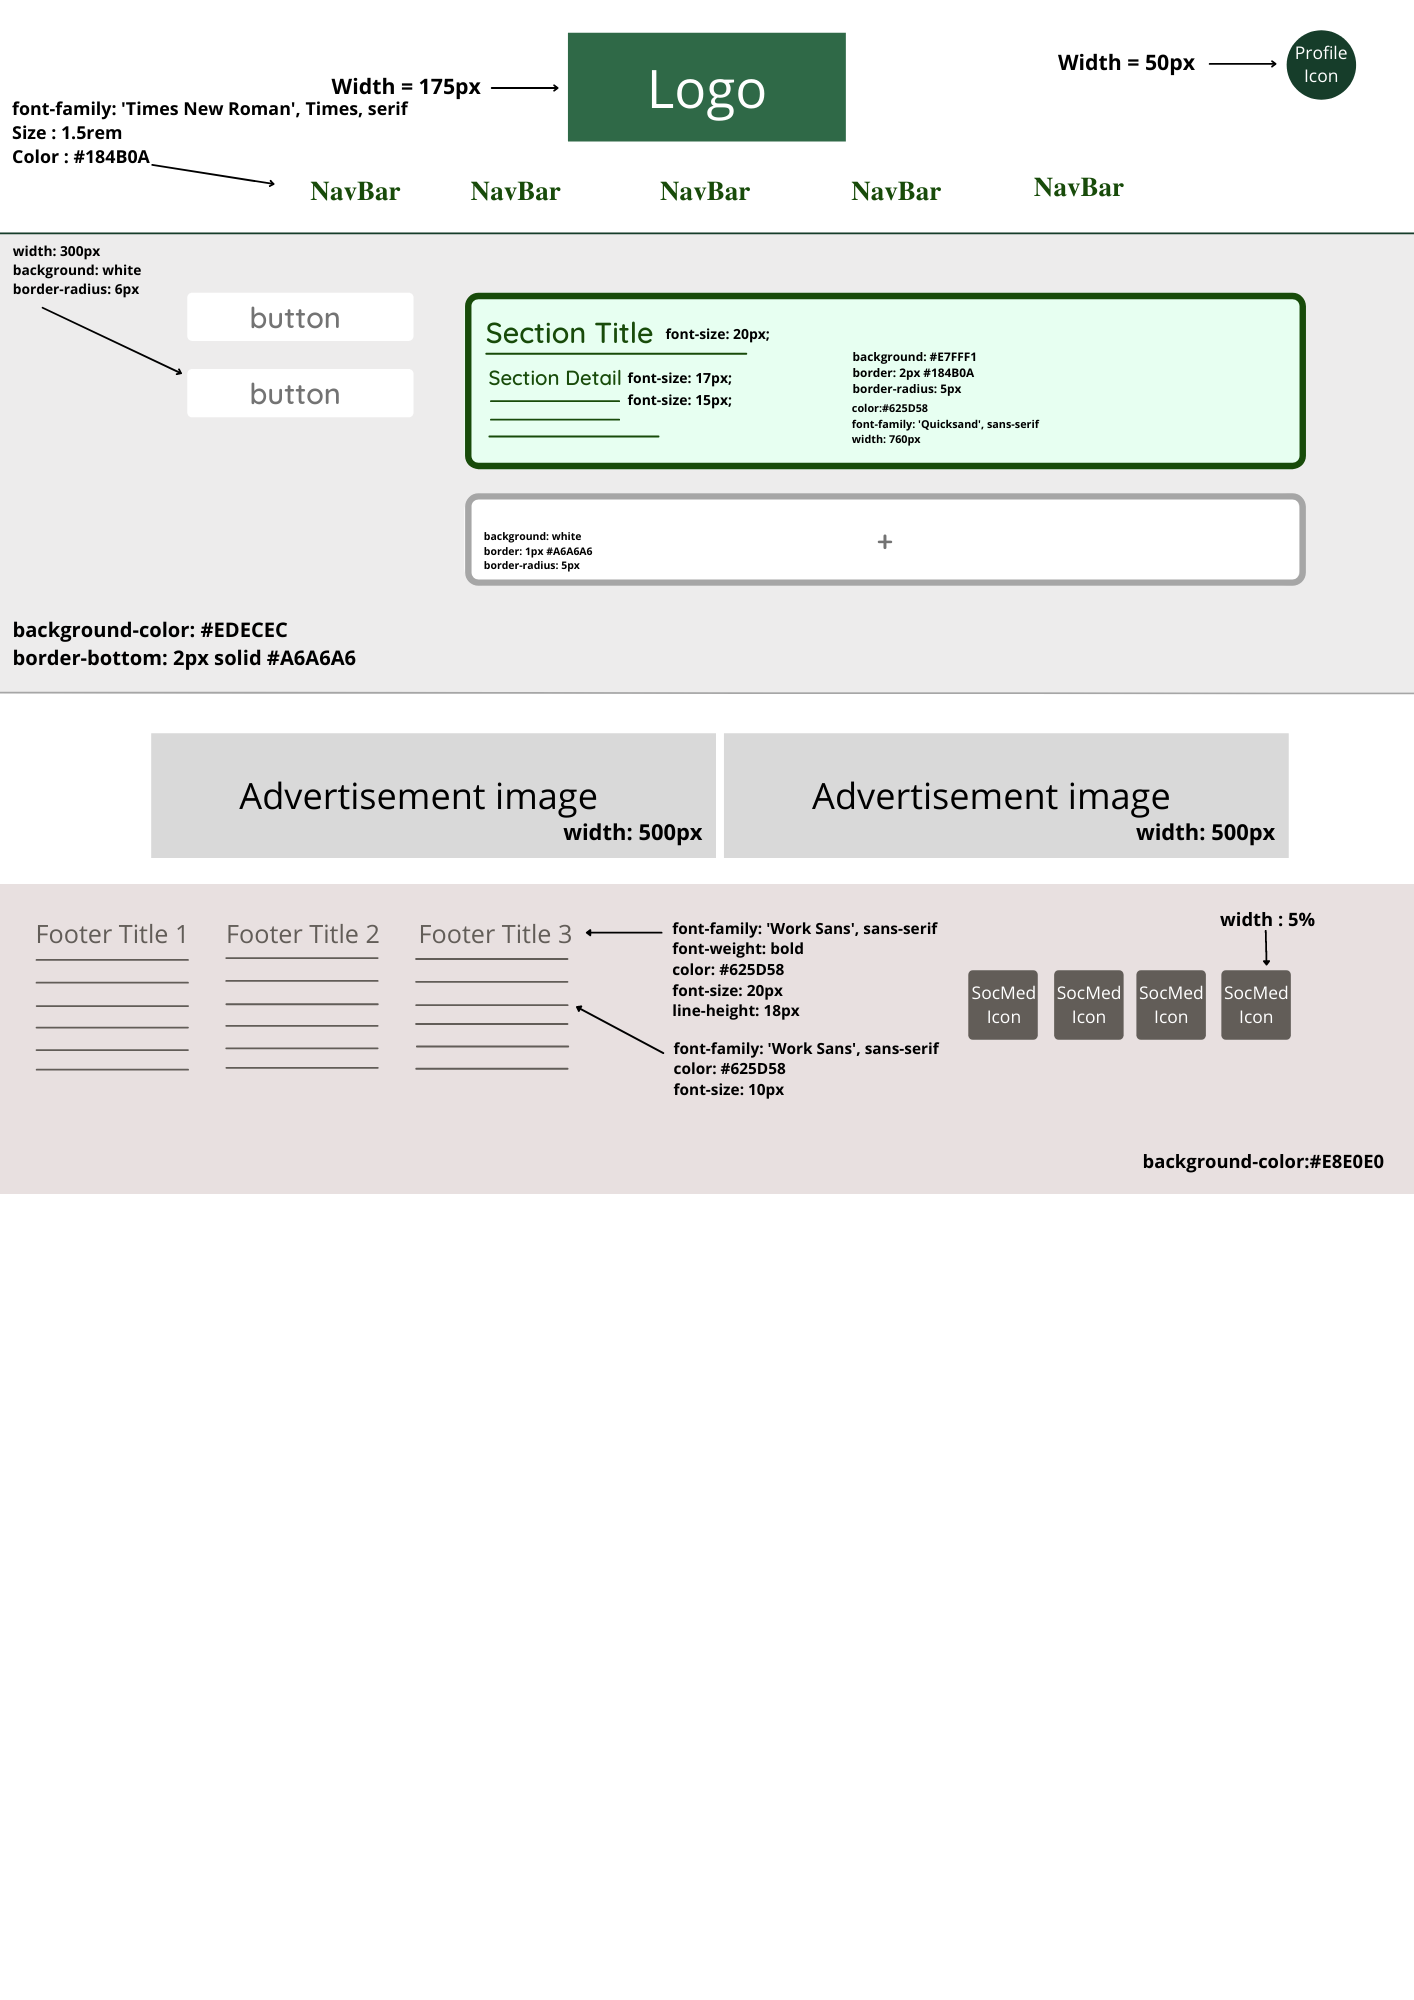 Logo
Width = 50px
Profile
Icon
Width = 175px
font-family: 'Times New Roman', Times, serif
Size : 1.5rem
Color : #184B0A
NavBar
NavBar
NavBar
NavBar
NavBar
width: 300px
background: white
border-radius: 6px
button
button
Section Title
font-size: 20px;
Section Detail
font-size: 17px;
font-size: 15px;
background: #E7FFF1
border: 2px #184B0A
border-radius: 5px
color:#625D58
font-family: 'Quicksand', sans-serif
width: 760px
background: white
border: 1px #A6A6A6
border-radius: 5px
+
background-color: #EDECEC
border-bottom: 2px solid #A6A6A6
Advertisement image
width: 500px
Advertisement image
width: 500px
Footer Title 1
Footer Title 2
Footer Title 3
font-family: 'Work Sans', sans-serif
font-weight: bold
color: #625D58
font-size: 20px
line-height: 18px
font-family: 'Work Sans', sans-serif
color: #625D58
font-size: 10px
width : 5%
SocMed
Icon
SocMed
Icon
SocMed
Icon
SocMed
Icon
background-color:#E8E0E0